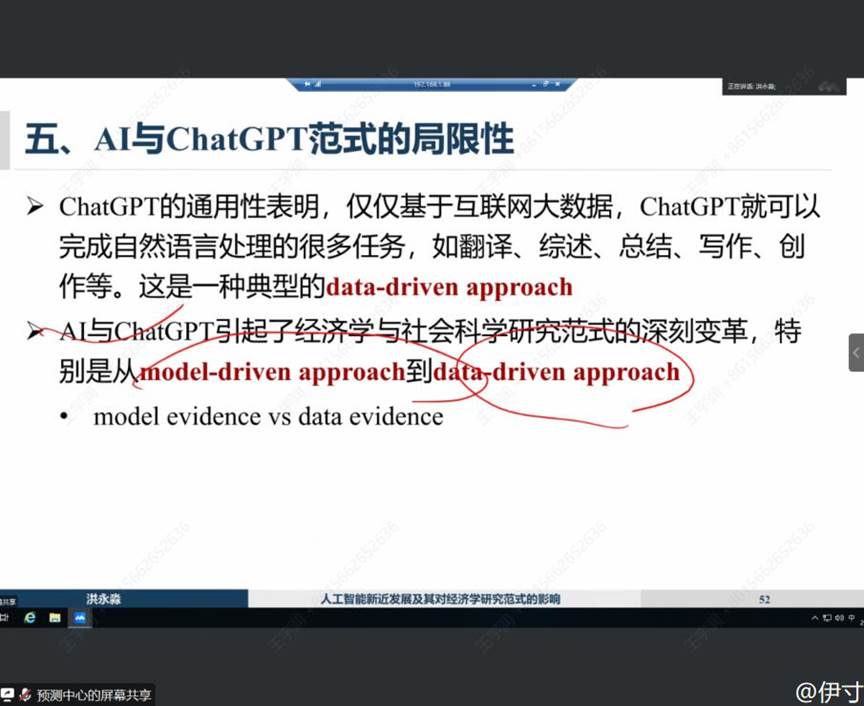 192.168.1.86
正在讲话: 洪永淼;
五、AI与ChatGPT范式的局限性
➢ ChatGPT的通用性表明，仅仅基于互联网大数据，ChatGPT就可以
完成自然语言处理的很多任务，如翻译、综述、总结、写作、创
作等。这是一种典型的data-driven approach
➢ AI与ChatGPT引起了经济学与社会科学研究范式的深刻变革，特
别是从model-driven approach到data-driven approach
• model evidence vs data evidence
洪永淼
人工智能新近发展及其对经济学研究范式的影响
52
预测中心的屏幕共享
@伊寸